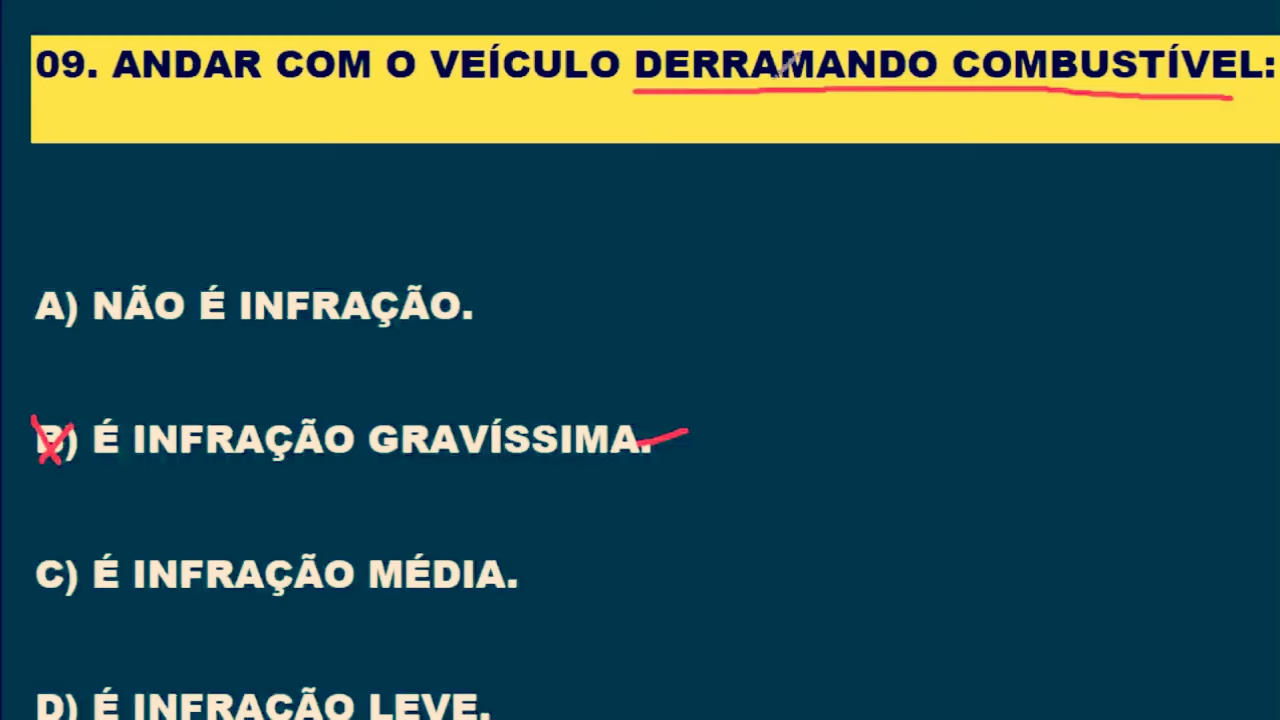 09. ANDAR COM O VEÍCULO DERRAMANDO COMBUSTÍVEL:
A) NÃO É INFRAÇÃO.
B) É INFRAÇÃO GRAVÍSSIMA.
C) É INFRAÇÃO MÉDIA.
D) É INFRAÇÃO LEVE.